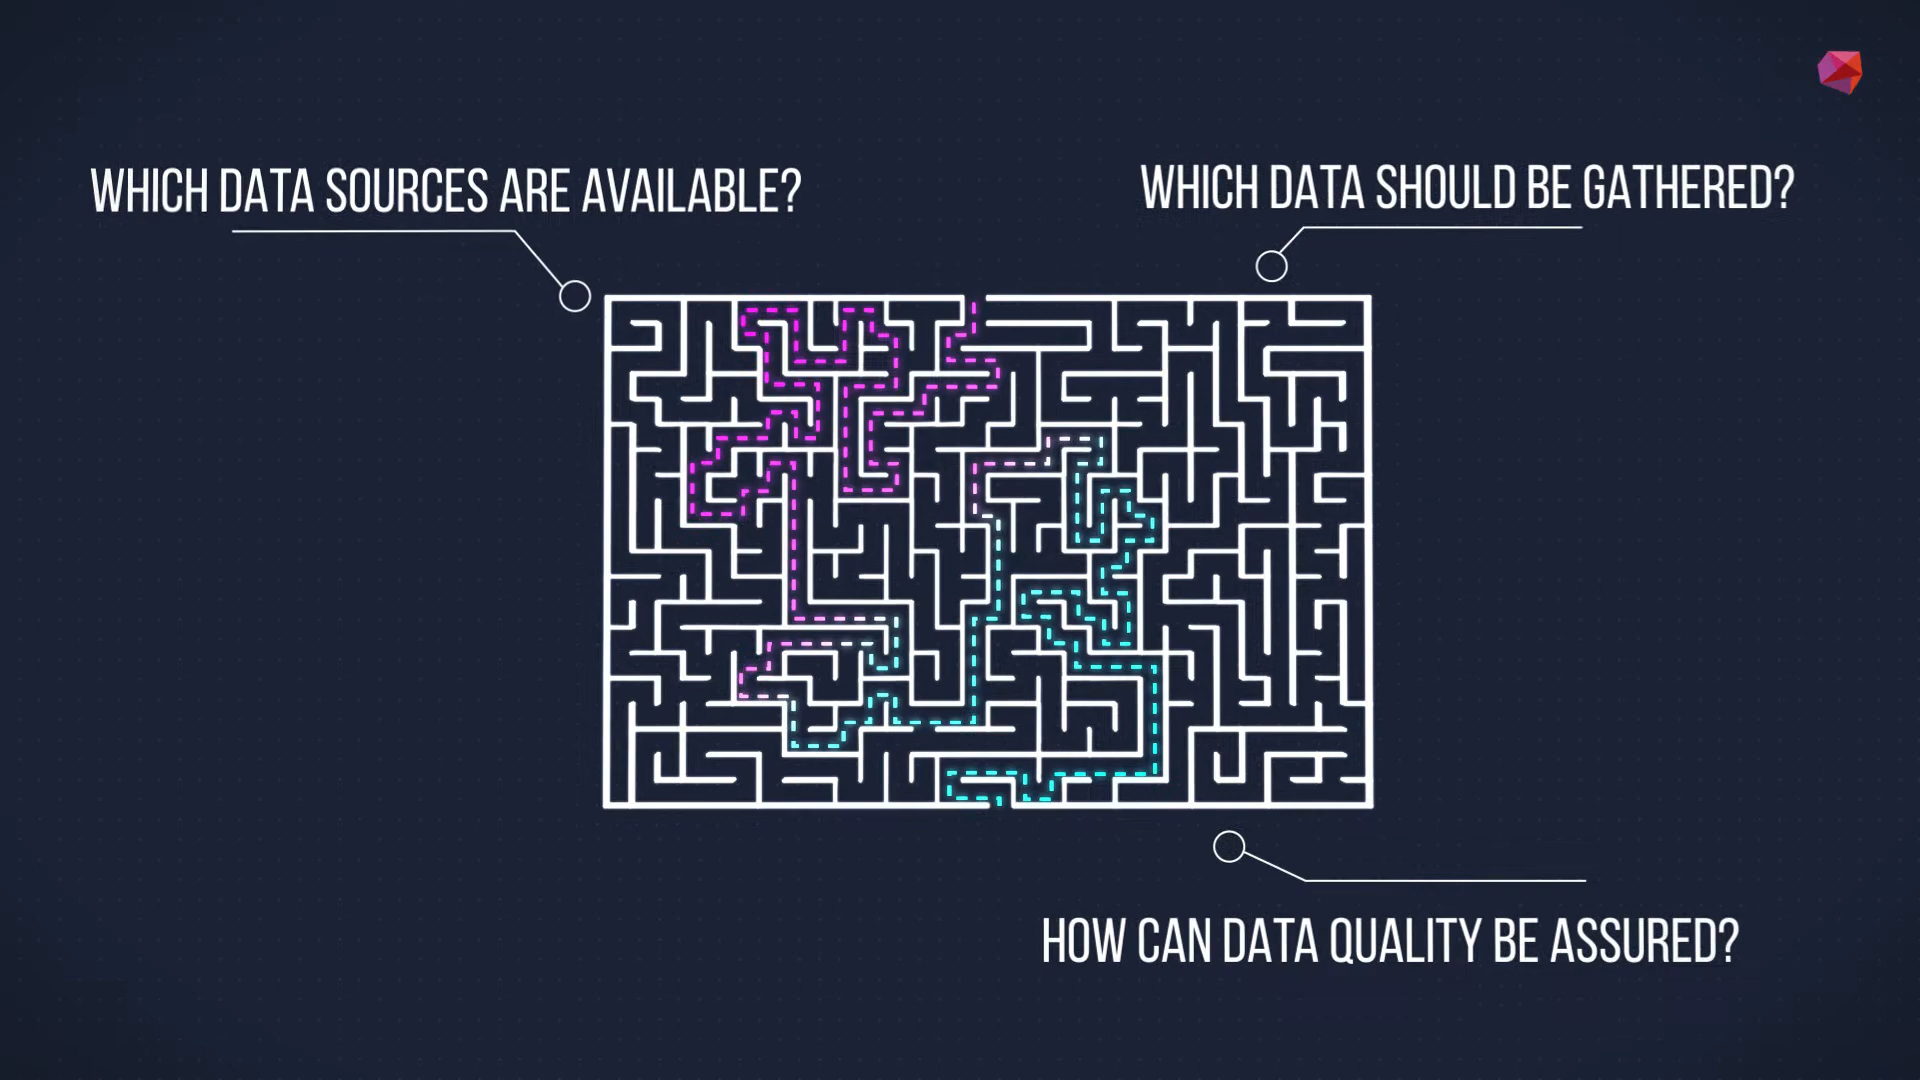 WHICH DATA SOURCES ARE AVAILABLE?
WHICH DATA SHOULD BE GATHERED?
HOW CAN DATA QUALITY BE ASSURED?